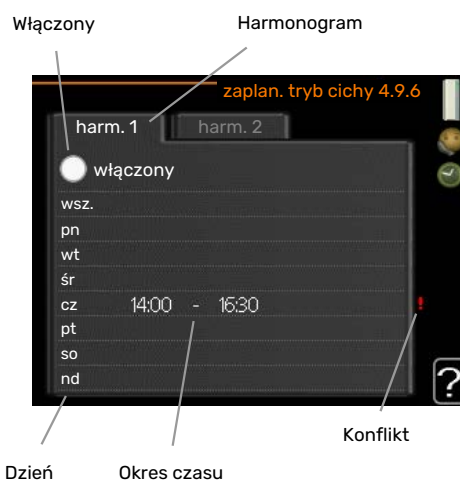 Włączony
Harmonogram
zaplan. tryb cichy 4.9.6
harm. 1
harm. 2
włączony
wsz.
pn
wt
śr
cz 14:00 - 16:30 !
pt
so
nd
?
Konflikt
Dzień
Okres czasu